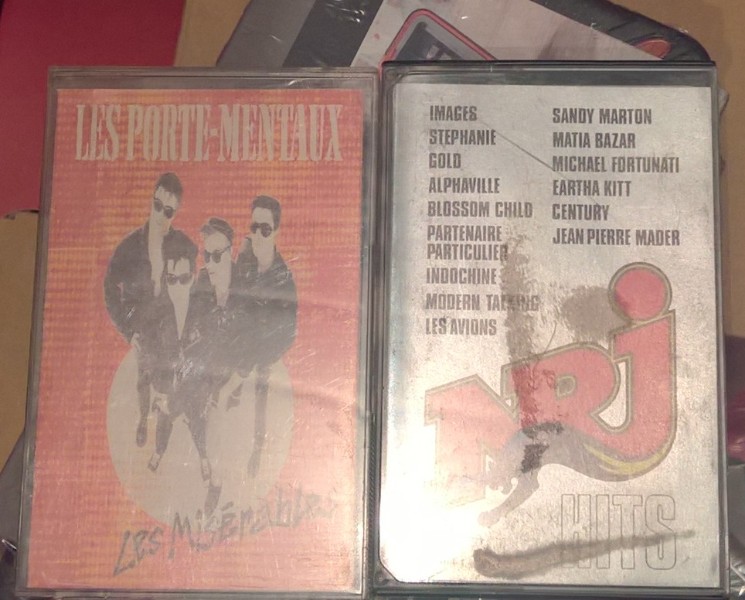 LES PORTE-MENTAUX
Les Misérables
IMAGES
STEPHANIE
GOLD
ALPHAVILLE
BLOSSOM CHILD
PARTENAIRE
PARTICULIER
INDOCHINE
MODERN TALKING
LES AVIONS
SANDY MARTON
MATIA BAZAR
MICHAEL FORTUNATI
EARTHA KITT
CENTURY
JEAN PIERRE MADER
NRJ
HITS